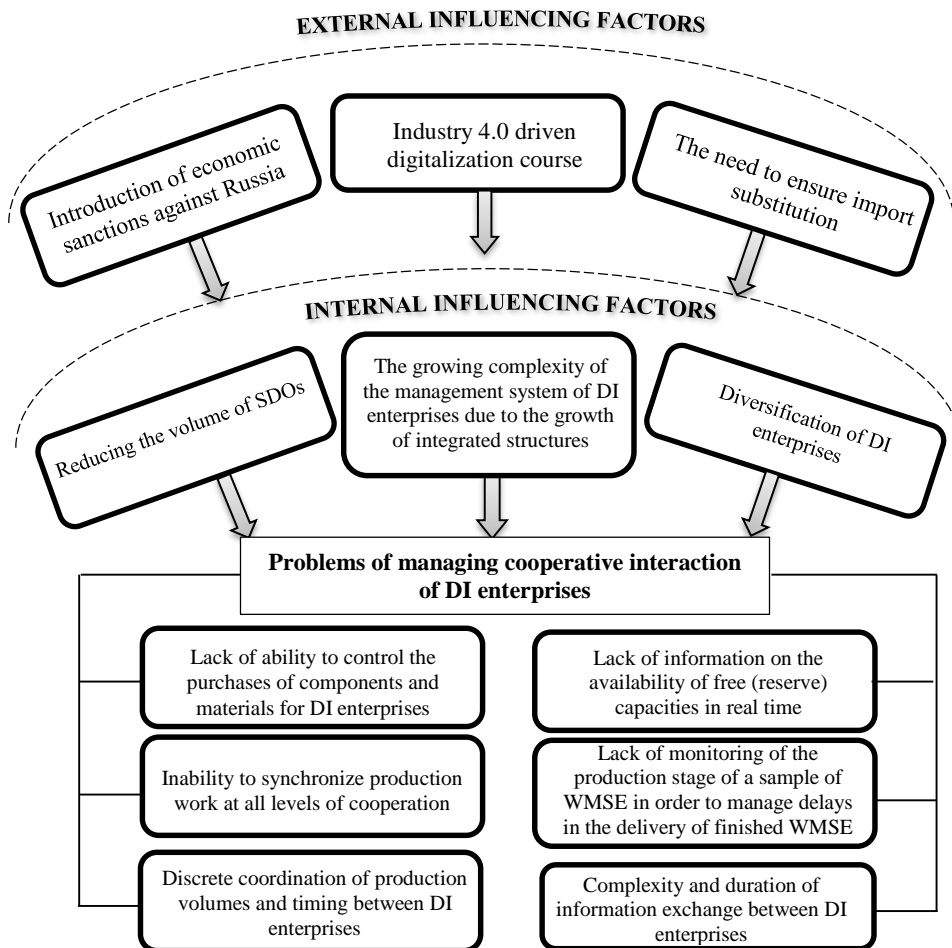 EXTERNAL INFLUENCING FACTORS
Introduction of economic
sanctions against Russia
Industry 4.0 driven
digitalization course
The need to ensure import
substitution
INTERNAL INFLUENCING FACTORS
Reducing the volume of SDOs
The growing complexity of
the management system of DI
enterprises due to the growth
of integrated structures
Diversification of DI
enterprises
Problems of managing cooperative interaction
of DI enterprises
Lack of ability to control the
purchases of components and
materials for DI enterprises
Lack of information on the
availability of free (reserve)
capacities in real time
Inability to synchronize production
work at all levels of cooperation
Lack of monitoring of the
production stage of a sample of
WMSE in order to manage delays
in the delivery of finished WMSE
Discrete coordination of production
volumes and timing between DI
enterprises
Complexity and duration of
information exchange between DI
enterprises